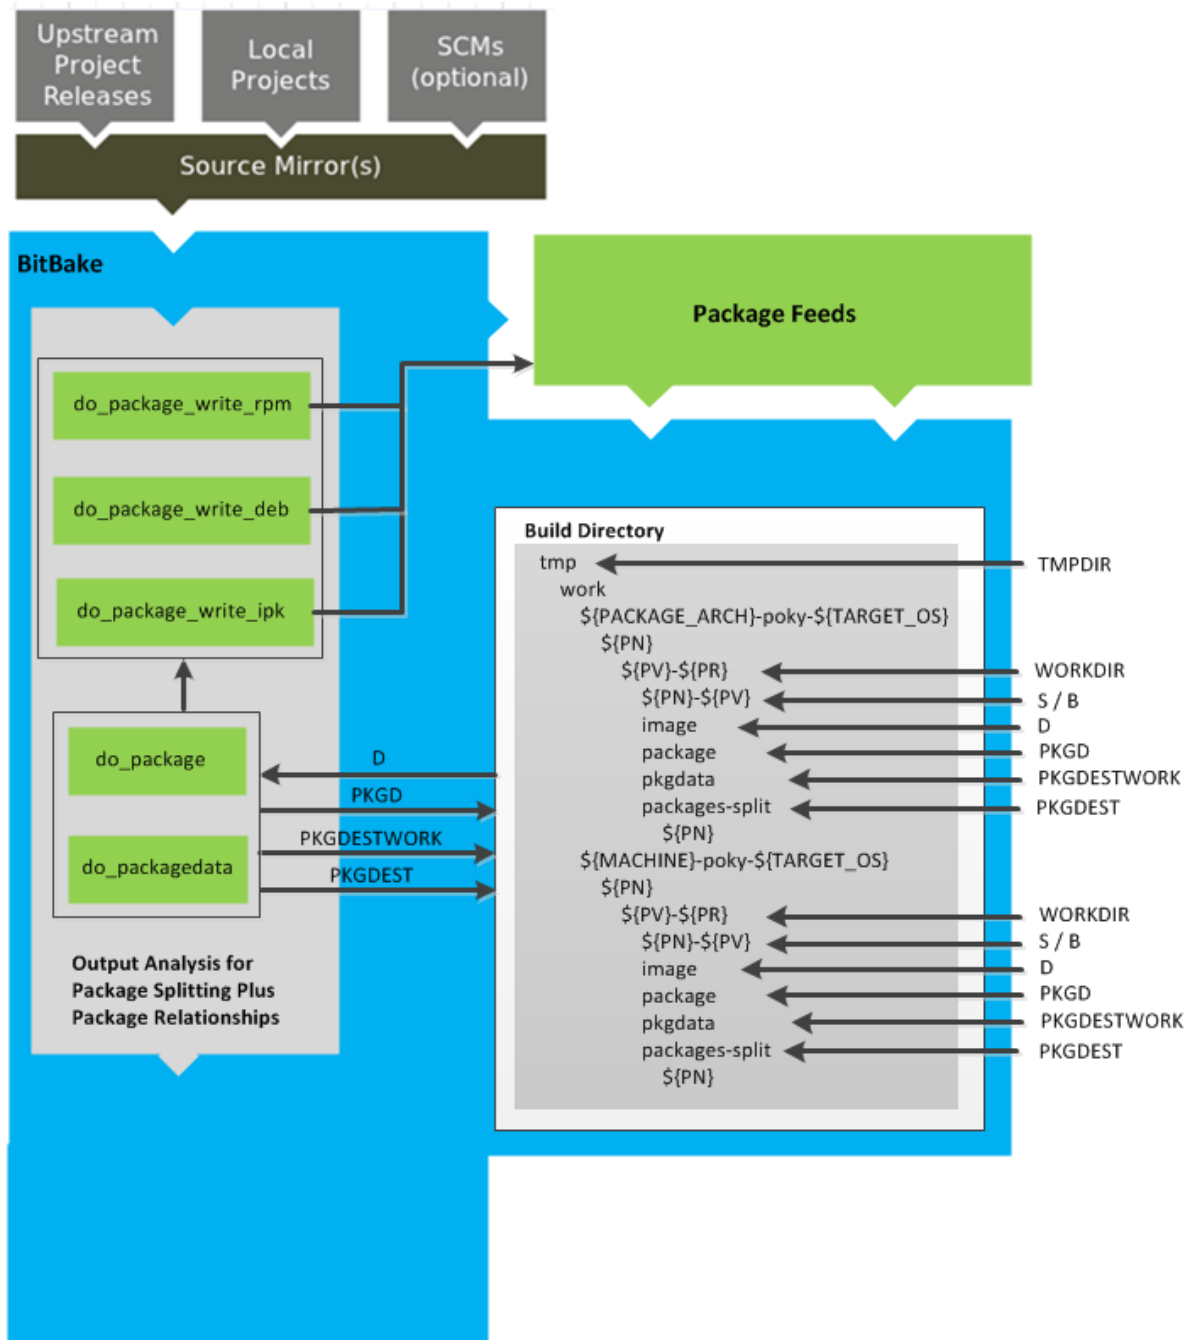 Upstream
Project
Releases
Local
Projects
SCMs
(optional)
Source Mirror(s)
BitBake
Package Feeds
do_package_write_rpm
do_package_write_deb
do_package_write_ipk
do_package
do_packagedata
D
PKGD
PKGDESTWORK
PKGDEST
Output Analysis for
Package Splitting Plus
Package Relationships
Build Directory
tmp
TMPDIR
work
${PACKAGE_ARCH}-poky-${TARGET_OS}
${PN}
${PV}-${PR}
WORKDIR
${PN}-${PV}
S / B
image
D
package
PKGD
pkgdata
PKGDESTWORK
packages-split
PKGDEST
${PN}
${MACHINE}-poky-${TARGET_OS}
${PN}
${PV}-${PR}
WORKDIR
${PN}-${PV}
S / B
image
D
package
PKGD
pkgdata
PKGDESTWORK
packages-split
PKGDEST
${PN}